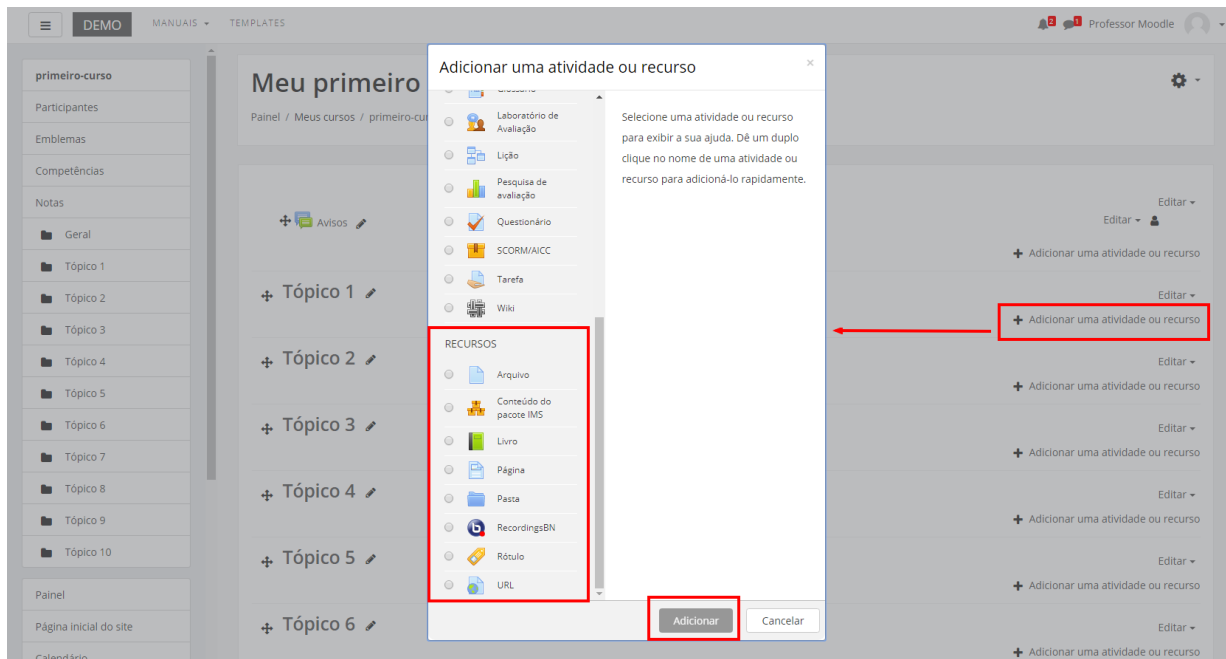 DEMO
MANUAIS
TEMPLATES
2
1
Professor Moodle
primeiro-curso
Participantes
Emblemas
Competências
Notas
Geral
Tópico 1
Tópico 2
Tópico 3
Tópico 4
Tópico 5
Tópico 6
Tópico 7
Tópico 8
Tópico 9
Tópico 10
Painel
Página inicial do site
Calendário
Meu primeiro
Painel / Meus cursos / primeiro-cur
Avisos
Editar
Editar
Adicionar uma atividade ou recurso
Tópico 1
Editar
Adicionar uma atividade ou recurso
Tópico 2
Editar
Adicionar uma atividade ou recurso
Tópico 3
Editar
Adicionar uma atividade ou recurso
Tópico 4
Editar
Adicionar uma atividade ou recurso
Tópico 5
Editar
Adicionar uma atividade ou recurso
Tópico 6
Editar
Adicionar uma atividade ou recurso
Adicionar uma atividade ou recurso
×
Glossário
Laboratório de
Avaliação
Lição
Pesquisa de
avaliação
Questionário
SCORM/AICC
Tarefa
Wiki
RECURSOS
Arquivo
Conteúdo do
pacote IMS
Livro
Página
Pasta
RecordingsBN
Rótulo
URL
Selecione uma atividade ou recurso
para exibir a sua ajuda. Dê um duplo
clique no nome de uma atividade ou
recurso para adicioná-lo rapidamente.
Adicionar
Cancelar